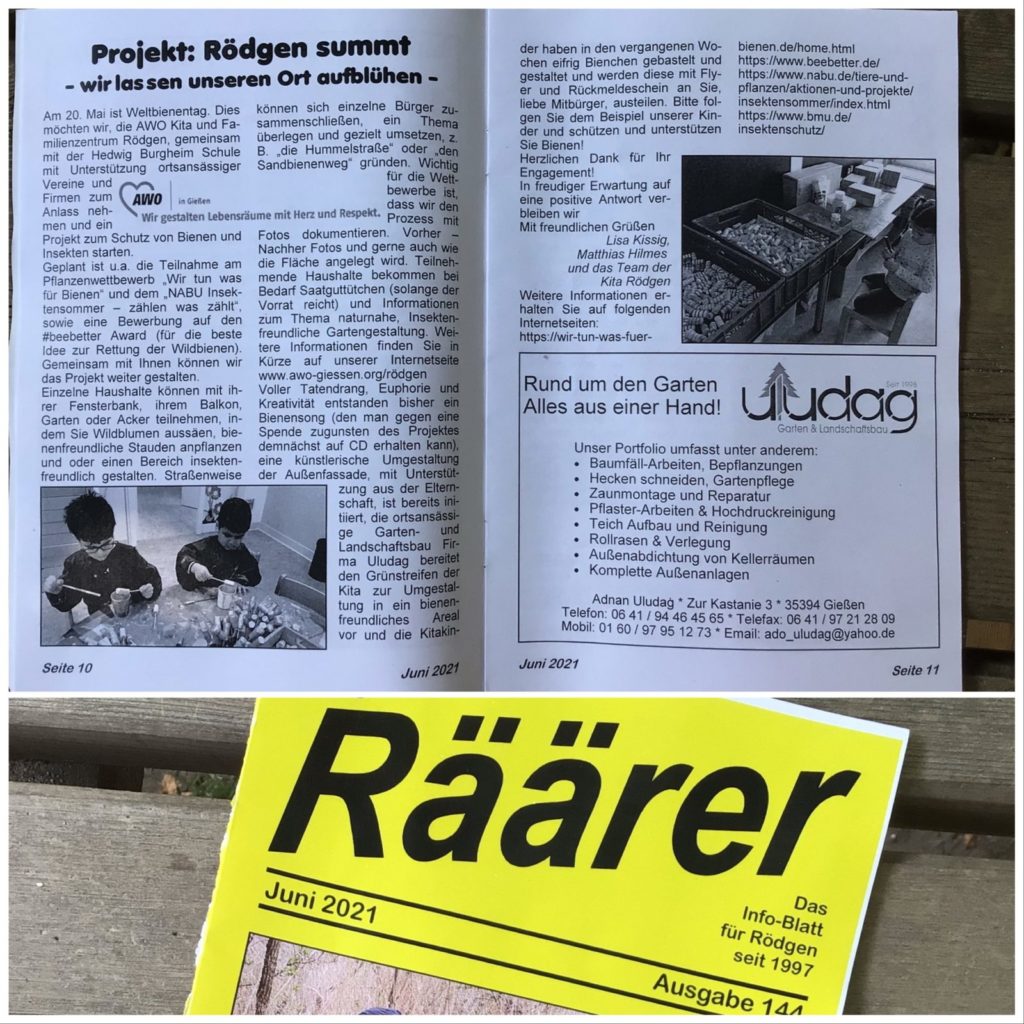 Projekt: Rödgen summt
- wir lassen unseren Ort aufblühen -
Am 20. Mai ist Weltbienentag. Dies
möchten wir, die AWO Kita und Fa-
milienzentrum Rödgen, gemeinsam
mit der Hedwig Burgheim Schule
mit Unterstützung ortsansässiger
Vereine und
Firmen zum
Anlass neh-
men und ein
Projekt zum Schutz von Bienen und
Insekten starten.
Geplant ist u.a. die Teilnahme am
Pflanzenwettbewerb „Wir tun was
für Bienen“ und dem „NABU Insek-
tensommer – zählen was zählt“,
sowie eine Bewerbung auf den
#beebetter Award (für die beste
Idee zur Rettung der Wildbienen).
Gemeinsam mit Ihnen können wir
das Projekt weiter gestalten.
Einzelne Haushalte können mit ih-
rer Fensterbank, ihrem Balkon,
Garten oder Acker teilnehmen, in-
dem Sie Wildblumen aussäen, bie-
nenfreundliche Stauden anpflanzen
und oder einen Bereich insekten-
freundlich gestalten. Straßenweise
AWO
in Gießen
Wir gestalten Lebensräume mit Herz und Respekt.
können sich einzelne Bürger zu-
sammenschließen, ein Thema
überlegen und gezielt umsetzen, z.
B. „die Hummelstraße“ oder „den
Sandbienenweg“ gründen. Wichtig
für die Wett-
bewerbe ist,
dass wir den
Prozess mit
Fotos dokumentieren. Vorher –
Nachher Fotos und gerne auch wie
die Fläche angelegt wird. Teilneh-
mende Haushalte bekommen bei
Bedarf Saatguttütchen (solange der
Vorrat reicht) und Informationen
zum Thema naturnahe, Insekten-
freundliche Gartengestaltung. Wei-
tere Informationen finden Sie in
Kürze auf unserer Internetseite
www.awo-giessen.org/rödgen
Voller Tatendrang, Euphorie und
Kreativität entstanden bisher ein
Bienensong (den man gegen eine
Spende zugunsten des Projektes
demnächst auf CD erhalten kann),
eine künstlerische Umgestaltung
der Außenfassade, mit Unterstüt-
zung aus der Eltern-
schaft, ist bereits ini-
tiiert, die ortsansässi-
ge Garten- und
Landschaftsbau Fir-
ma Uludag bereitet
den Grünstreifen der
Kita zur Umgestal-
tung in ein bienen-
freundliches Areal
vor und die Kitakin-
Seite 10
Juni 2021
der haben in den vergangenen Wo-
chen eifrig Bienchen gebastelt und
gestaltet und werden diese mit Fly-
er und Rückmeldeschein an Sie,
liebe Mitbürger, austeilen. Bitte fol-
gen Sie dem Beispiel unserer Kin-
der und schützen und unterstützen
Sie Bienen!
Herzlichen Dank für Ihr
Engagement!
In freudiger Erwartung auf
eine positive Antwort ver-
bleiben wir
Mit freundlichen Grüßen
Lisa Kissig,
Matthias Hilmes
und das Team der
Kita Rödgen
Weitere Informationen er-
halten Sie auf folgenden
Internetseiten:
https://wir-tun-was-fuer-
bienen.de/home.html
https://www.beebetter.de/
https://www.nabu.de/tiere-und-
pflanzen/aktionen-und-projekte/
insektensommer/index.html
https://www.bmu.de/
insektenschutz/
Rund um den Garten
Alles aus einer Hand!
uludag
Seit 1998
Garten & Landschaftsbau
Unser Portfolio umfasst unter anderem:
• Baumfäll-Arbeiten, Bepflanzungen
• Hecken schneiden, Gartenpflege
• Zaunmontage und Reparatur
• Pflaster-Arbeiten & Hochdruckreinigung
• Teich Aufbau und Reinigung
• Rollrasen & Verlegung
• Außenabdichtung von Kellerräumen
• Komplette Außenanlagen
Adnan Uludağ * Zur Kastanie 3 * 35394 Gießen
Telefon: 06 41 / 94 46 45 65 * Telefax: 06 41 / 97 21 28 09
Mobil: 01 60 / 97 95 12 73 * Email: ado_uludag@yahoo.de
Juni 2021
Seite 11
Räärer
Juni 2021
Das
Info-Blatt
für Rödgen
seit 1997
Ausgabe 144